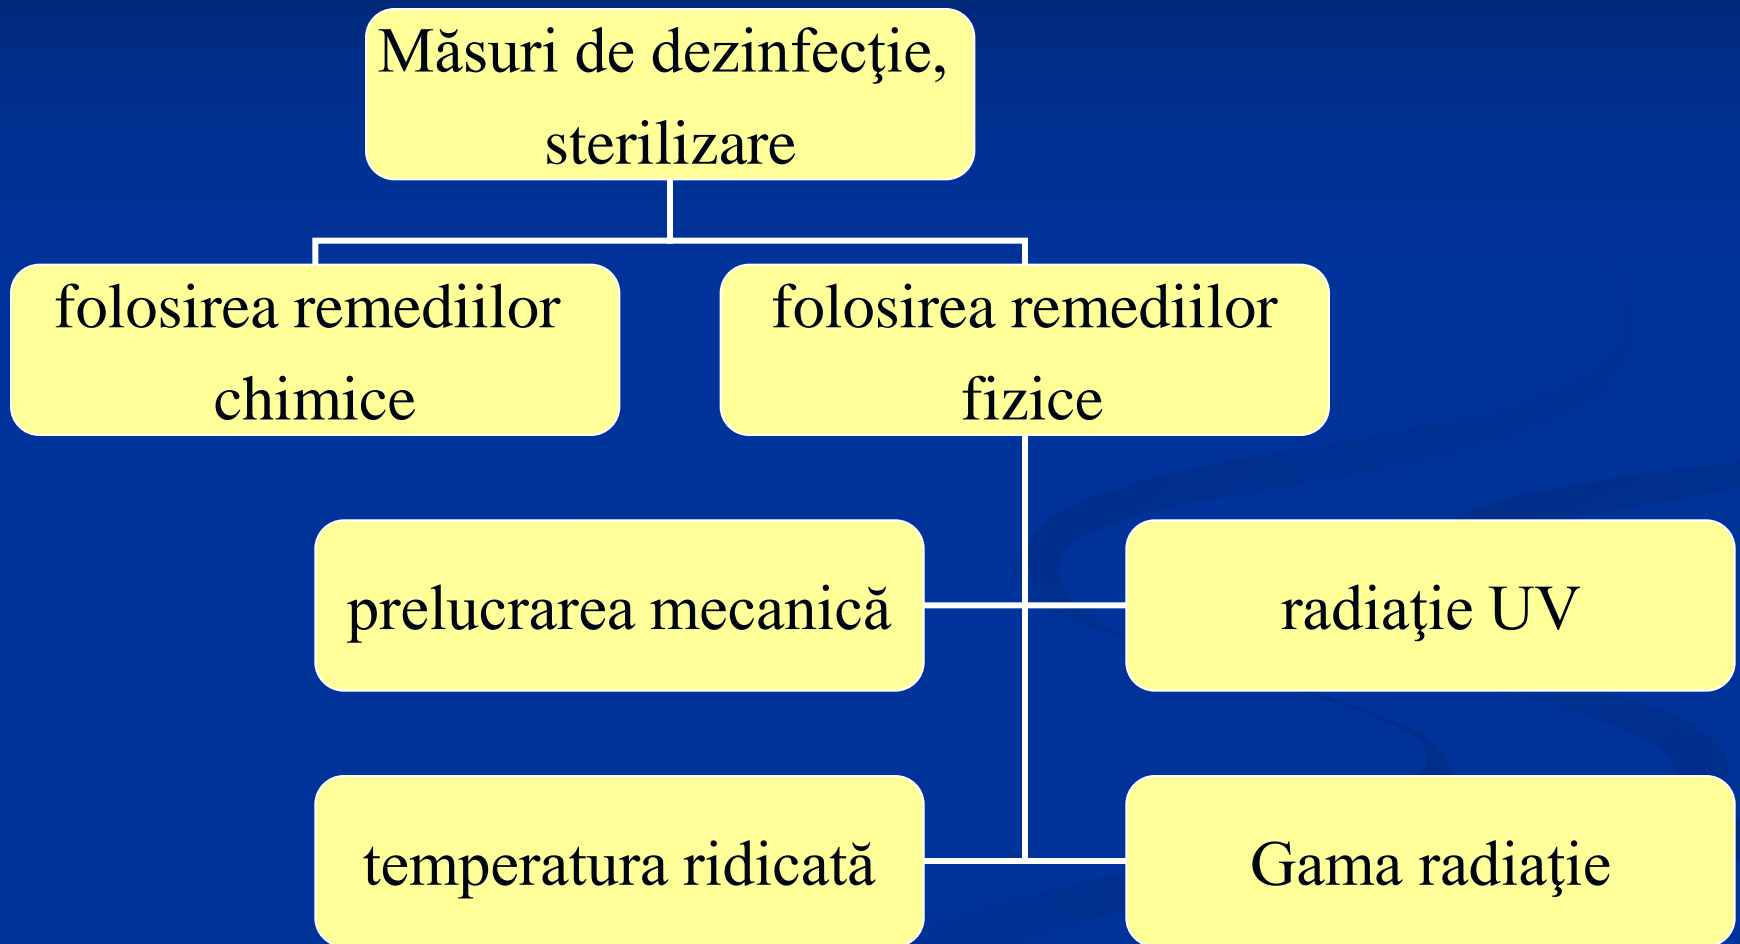 Măsuri de dezinfecţie,
sterilizare
folosirea remediilor
chimice
folosirea remediilor
fizice
prelucrarea mecanică
radiaţie UV
temperatura ridicată
Gama radiaţie